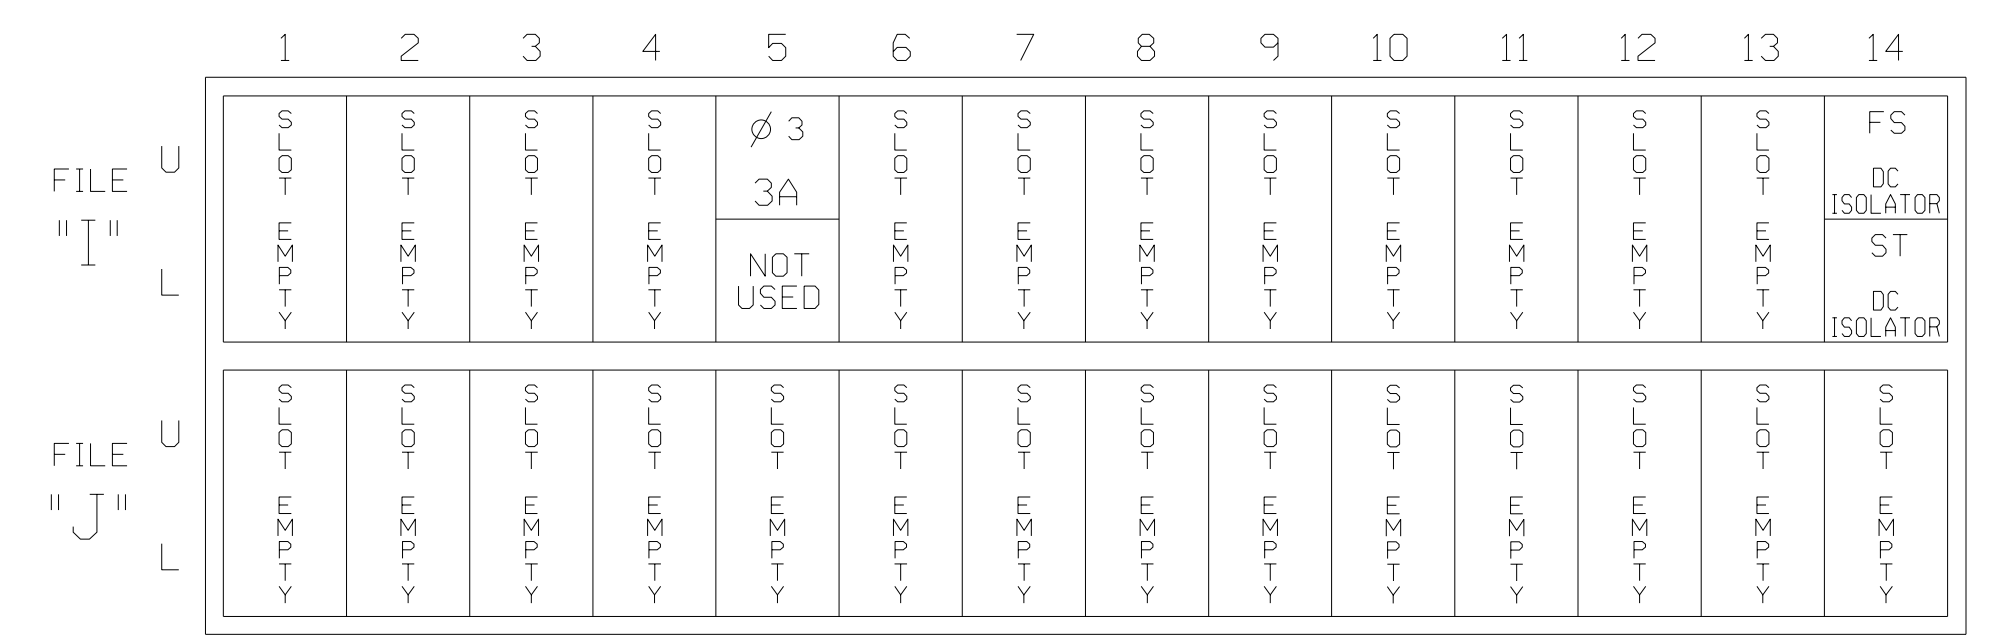 1 2 3 4 5 6 7 8 9 10 11 12 13 14
FILE
"I"
U
L
SLOT EMPTY
SLOT EMPTY
SLOT EMPTY
SLOT EMPTY
Ø 3
3A
NOT
USED
SLOT EMPTY
SLOT EMPTY
SLOT EMPTY
SLOT EMPTY
SLOT EMPTY
SLOT EMPTY
SLOT EMPTY
SLOT EMPTY
FS
DC
ISOLATOR
ST
DC
ISOLATOR
FILE
"J"
U
L
SLOT EMPTY
SLOT EMPTY
SLOT EMPTY
SLOT EMPTY
SLOT EMPTY
SLOT EMPTY
SLOT EMPTY
SLOT EMPTY
SLOT EMPTY
SLOT EMPTY
SLOT EMPTY
SLOT EMPTY
SLOT EMPTY
SLOT EMPTY